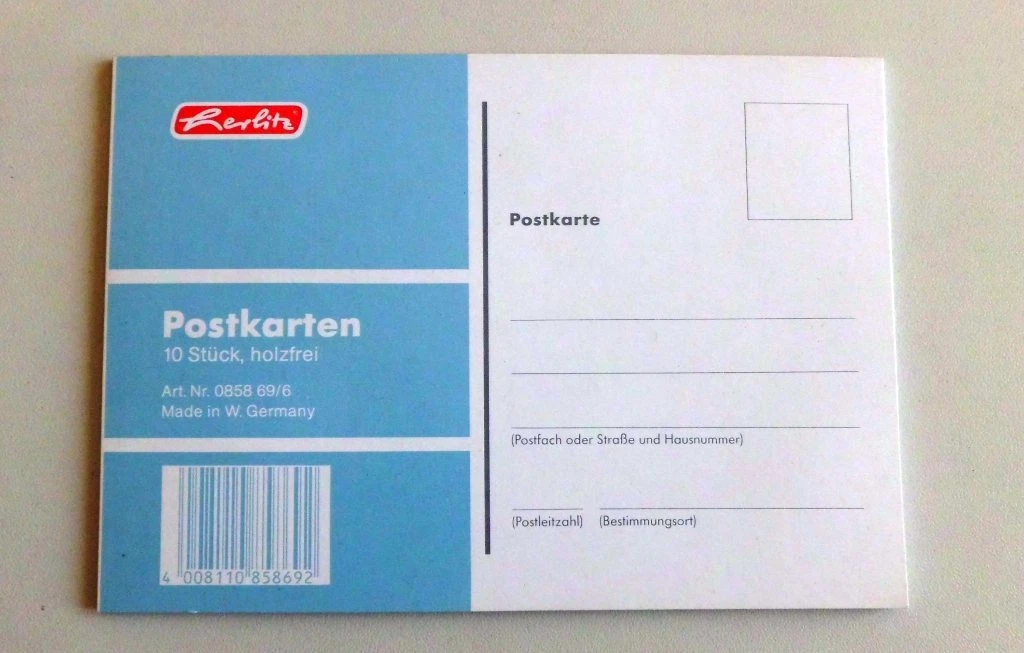 Herlitz
Postkarten
10 Stück, holzfrei
Art. Nr. 0858 69/6
Made in W. Germany
4 008110 858692
Postkarte
(Postfach oder Straße und Hausnummer)
(Postleitzahl) (Bestimmungsort)